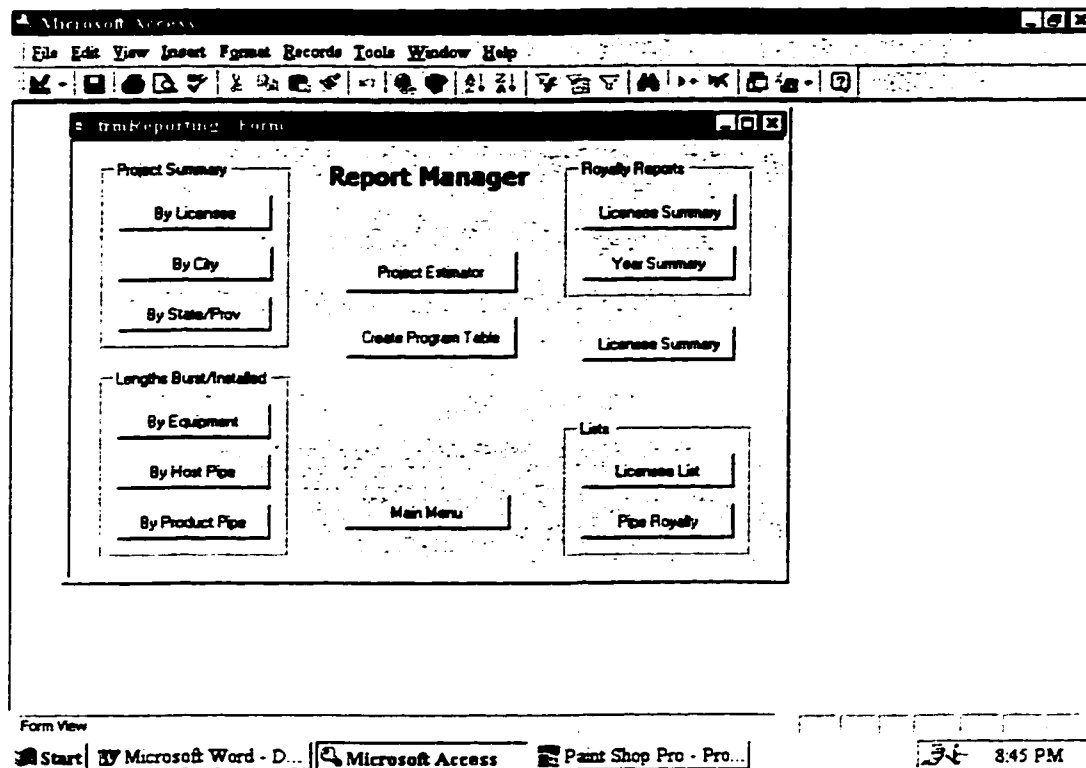 Microsoft Access
File Edit View Insert Format Records Tools Window Help
frmReporting : Form
Project Summary
By Licensee
By City
By State/Prov
Lengths Burst/Installed
By Equipment
By Host Pipe
By Product Pipe
Report Manager
Project Estimator
Create Program Table
Main Menu
Royalty Reports
Licensee Summary
Year Summary
Licensee Summary
Lists
Licensee List
Pipe Royalty
Form View
Start Microsoft Word - D... Microsoft Access Paint Shop Pro - Pro... 8:45 PM